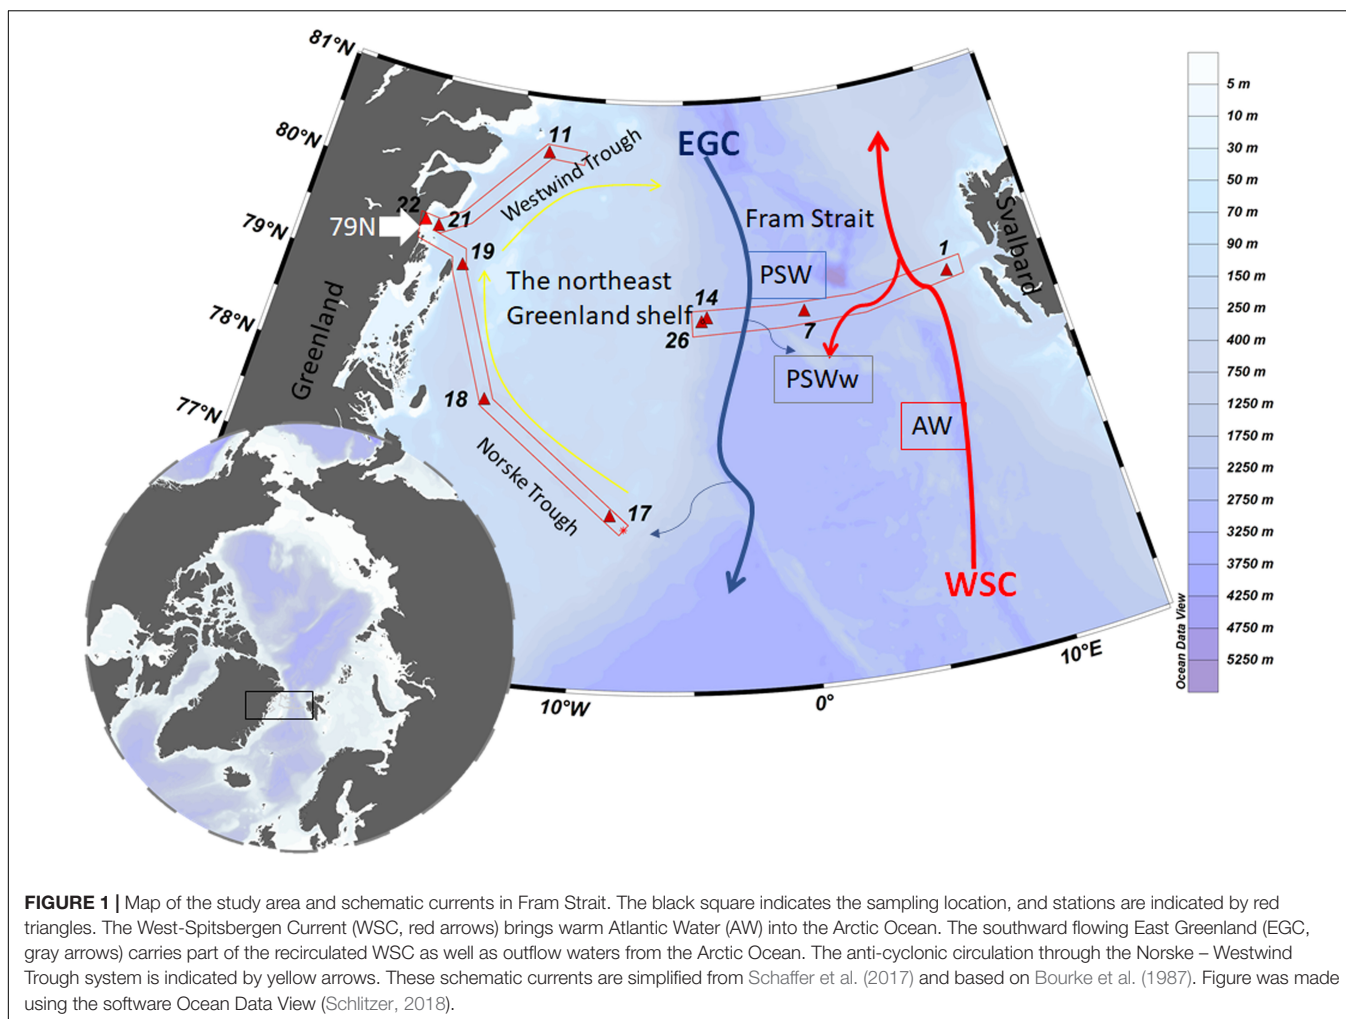 81°N
80°N
79°N
78°N
77°N
11
Westwind Trough
22
21
79N
19
EGC
Fram Strait
PSW
1
Svalbard
The northeast
Greenland shelf
14
26
7
PSWw
AW
Greenland
18
Norske Trough
17
WSC
10°W
0°
10°E
Ocean Data View
5 m
10 m
30 m
50 m
70 m
90 m
150 m
250 m
400 m
750 m
1250 m
1750 m
2250 m
2750 m
3250 m
3750 m
4250 m
4750 m
5250 m
FIGURE 1 | Map of the study area and schematic currents in Fram Strait. The black square indicates the sampling location, and stations are indicated by red
triangles. The West-Spitsbergen Current (WSC, red arrows) brings warm Atlantic Water (AW) into the Arctic Ocean. The southward flowing East Greenland (EGC,
gray arrows) carries part of the recirculated WSC as well as outflow waters from the Arctic Ocean. The anti-cyclonic circulation through the Norske – Westwind
Trough system is indicated by yellow arrows. These schematic currents are simplified from Schaffer et al. (2017) and based on Bourke et al. (1987). Figure was made
using the software Ocean Data View (Schlitzer, 2018).